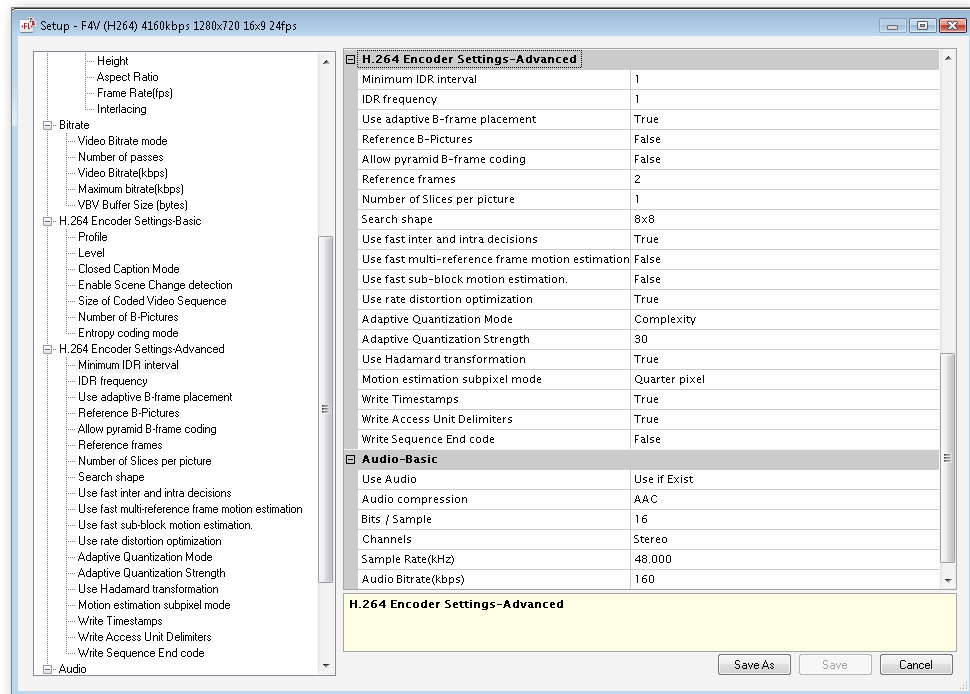 Setup - F4V (H264) 4160kbps 1280x720 16x9 24fps
Height
Aspect Ratio
Frame Rate(fps)
Interlacing
Bitrate
Video Bitrate mode
Number of passes
Video Bitrate(kbps)
Maximum bitrate(kbps)
VBV Buffer Size (bytes)
H.264 Encoder Settings-Basic
Profile
Level
Closed Caption Mode
Enable Scene Change detection
Size of Coded Video Sequence
Number of B-Pictures
Entropy coding mode
H.264 Encoder Settings-Advanced
Minimum IDR interval
IDR frequency
Use adaptive B-frame placement
Reference B-Pictures
Allow pyramid B-frame coding
Reference frames
Number of Slices per picture
Search shape
Use fast inter and intra decisions
Use fast multi-reference frame motion estimation
Use fast sub-block motion estimation.
Use rate distortion optimization
Adaptive Quantization Mode
Adaptive Quantization Strength
Use Hadamard transformation
Motion estimation subpixel mode
Write Timestamps
Write Access Unit Delimiters
Write Sequence End code
Audio
H.264 Encoder Settings-Advanced
Minimum IDR interval 1
IDR frequency 1
Use adaptive B-frame placement True
Reference B-Pictures False
Allow pyramid B-frame coding False
Reference frames 2
Number of Slices per picture 1
Search shape 8x8
Use fast inter and intra decisions True
Use fast multi-reference frame motion estimation False
Use fast sub-block motion estimation. False
Use rate distortion optimization True
Adaptive Quantization Mode Complexity
Adaptive Quantization Strength 30
Use Hadamard transformation True
Motion estimation subpixel mode Quarter pixel
Write Timestamps True
Write Access Unit Delimiters True
Write Sequence End code False
Audio-Basic
Use Audio Use if Exist
Audio compression AAC
Bits / Sample 16
Channels Stereo
Sample Rate(kHz) 48.000
Audio Bitrate(kbps) 160
H.264 Encoder Settings-Advanced
Save As Save Cancel